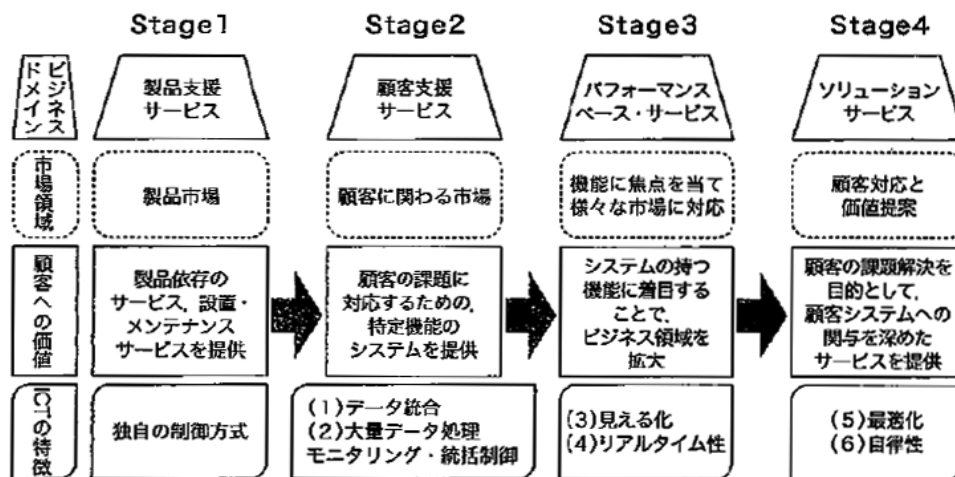 Stage1 Stage2 Stage3 Stage4
ビジネス
ドメイン
製品支援
サービス
顧客支援
サービス
パフォーマンス
ベース・サービス
ソリューション
サービス
市場領域
製品市場
顧客に関わる市場
機能に焦点を当て
様々な市場に対応
顧客対応と
価値提案
顧客への価値
製品依存の
サービス，設置・
メンテナンス
サービスを提供
顧客の課題に
対応するための，
特定機能の
システムを提供
システムの持つ
機能に着目する
ことで，
ビジネス領域を
拡大
顧客の課題解決を
目的として，
顧客システムへの
関与を深めた
サービスを提供
ICTの特徴
独自の制御方式
(1)データ統合
(2)大量データ処理
モニタリング・統括制御
(3)見える化
(4)リアルタイム性
(5)最適化
(6)自律性